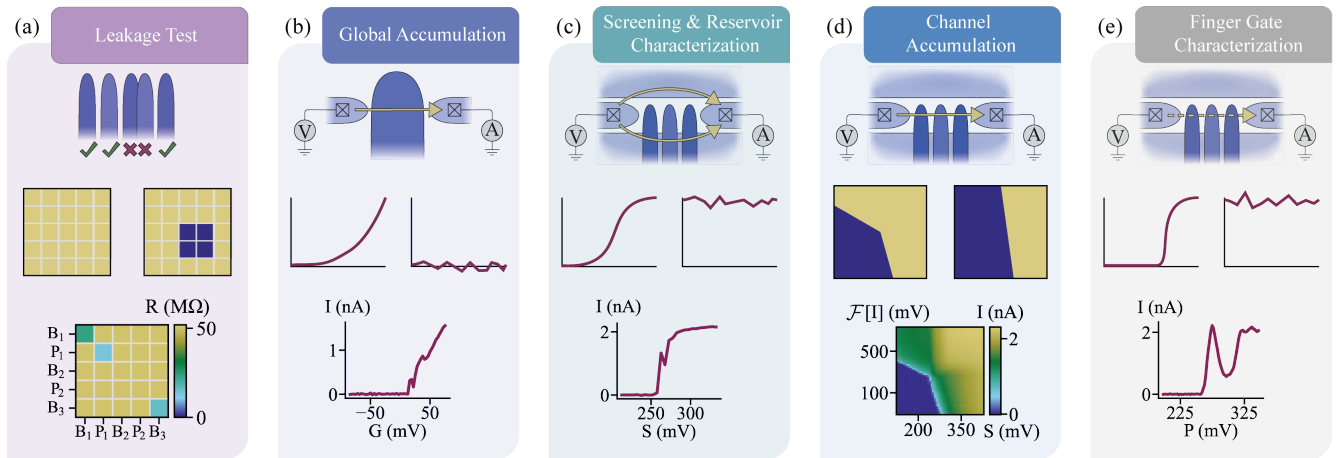 (a)
Leakage Test
R (MΩ)
50
0
B₁
P₁
B₂
P₂
B₃
B₁ P₁ B₂ P₂ B₃
(b)
Global Accumulation
V
A
I (nA)
1
0
−50 50
G (mV)
(c)
Screening & Reservoir
Characterization
V
A
I (nA)
2
0
250 300
S (mV)
(d)
Channel
Accumulation
V
A
ℱ[I] (mV)
I (nA)
500
100
2
0
200 350
S (mV)
(e)
Finger Gate
Characterization
V
A
I (nA)
2
0
225 325
P (mV)